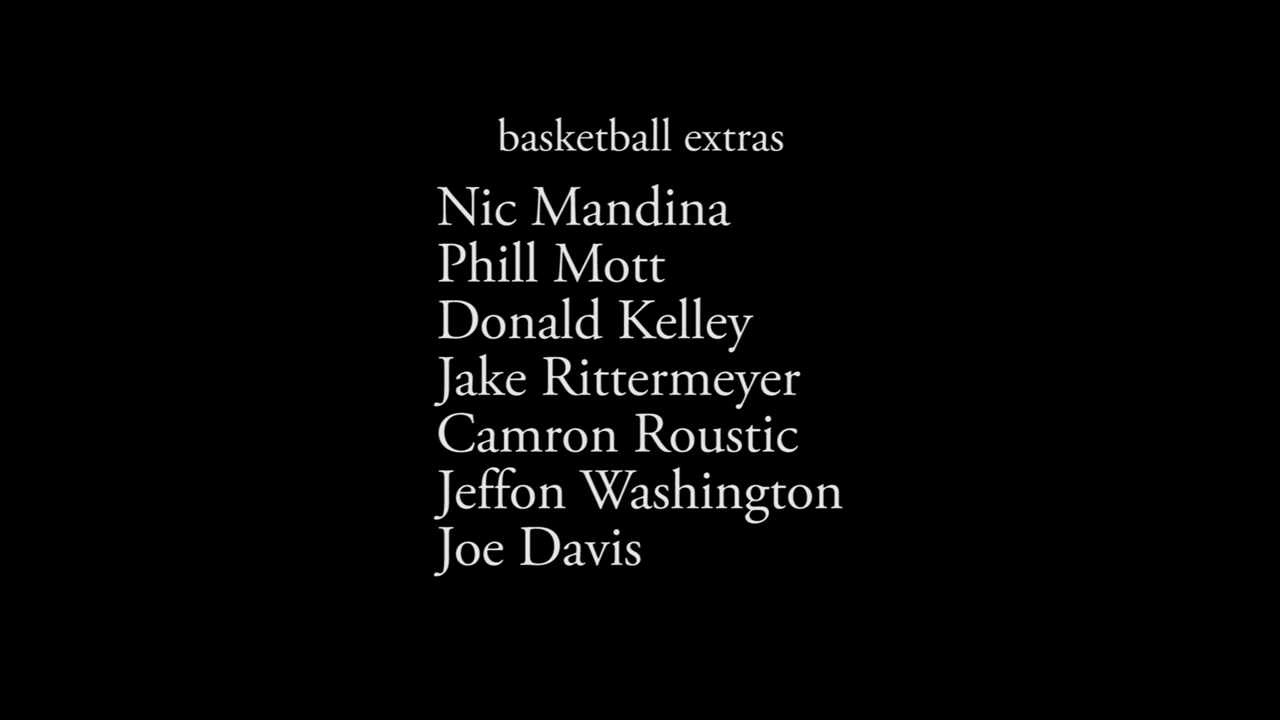 basketball extras
Nic Mandina
Phill Mott
Donald Kelley
Jake Rittermeyer
Camron Roustic
Jeffon Washington
Joe Davis